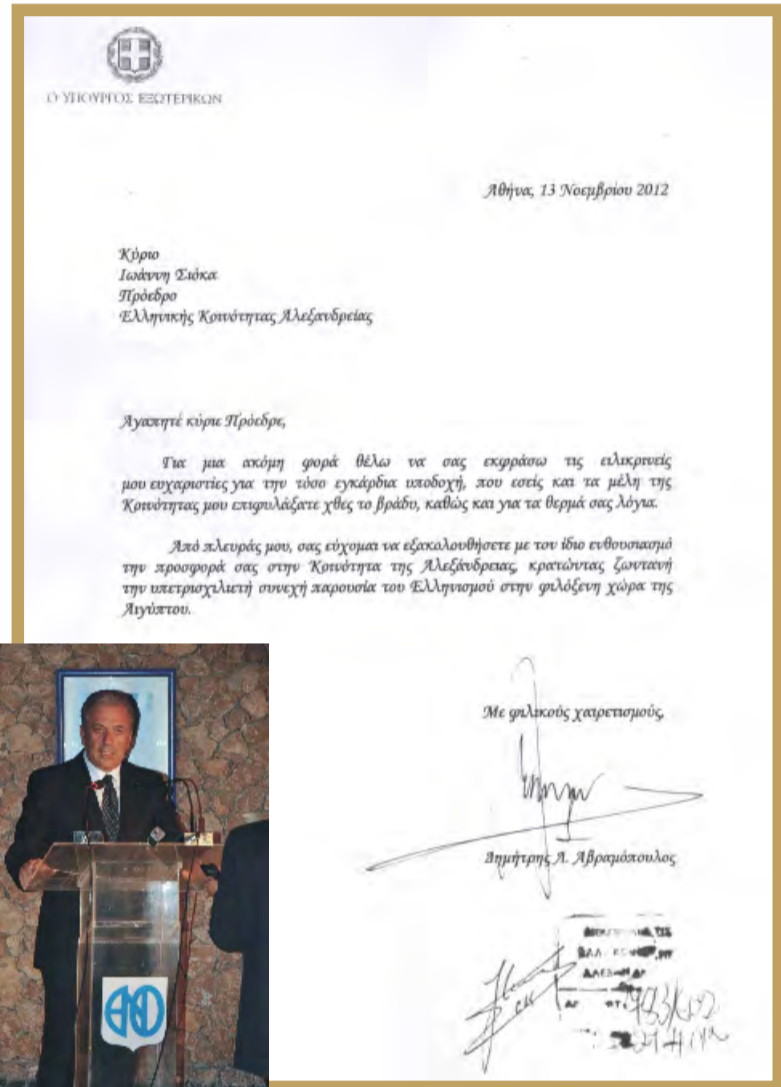 Ο ΥΠΟΥΡΓΟΣ ΕΞΩΤΕΡΙΚΩΝ
Αθήνα, 13 Νοεμβρίου 2012
Κύριο
Ιωάννη Σιόκα
Πρόεδρο
Ελληνικής Κοινότητας Αλεξανδρείας
Αγαπητέ κύριε Πρόεδρε,
Για μια ακόμη φορά θέλω να σας εκφράσω τις ειλικρινείς
μου ευχαριστίες για την τόσο εγκάρδια υποδοχή, που εσείς και τα μέλη της
Κοινότητας μου επιφυλάξατε χθες το βράδυ, καθώς και για τα θερμά σας λόγια.
Από πλευράς μου, σας εύχομαι να εξακολουθήσετε με τον ίδιο ενθουσιασμό
την προσφορά σας στην Κοινότητα της Αλεξάνδρειας, κρατώντας ζωντανή
την υπετρισχιλιετή συνεχή παρουσία του Ελληνισμού στην φιλόξενη χώρα της
Αιγύπτου.
Με φιλικούς χαιρετισμούς,
Δημήτρης Λ. Αβραμόπουλος